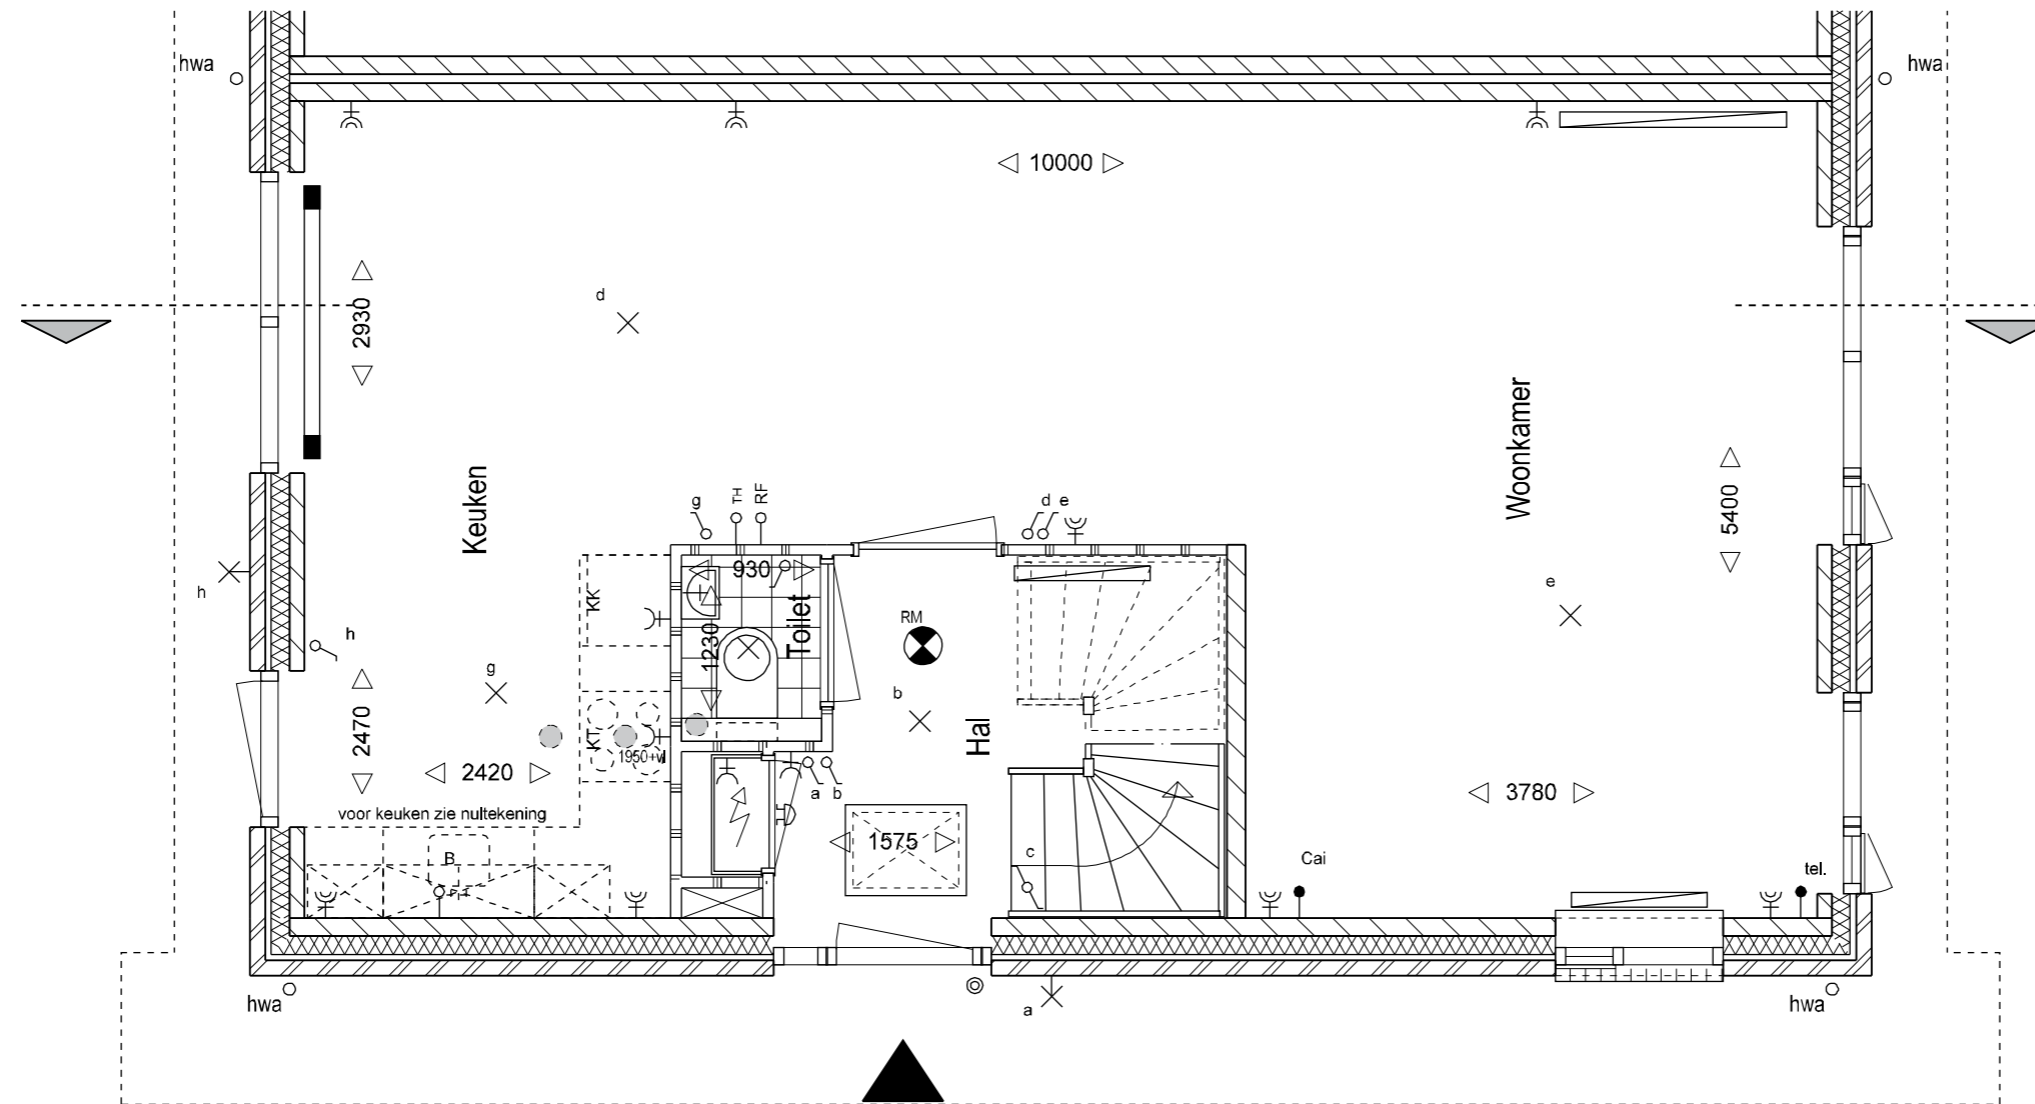 hwa
hwa
10000
d
2930
Keuken
Woonkamer
5400
g
TH
RF
d e
930
Toilet
1230
KK
RM
h
h
e
g
b
Hal
2470
KT
1950+vl
2420
a b
3780
voor keuken zie nultekening
B
1575
c
Cai
tel.
hwa
a
hwa